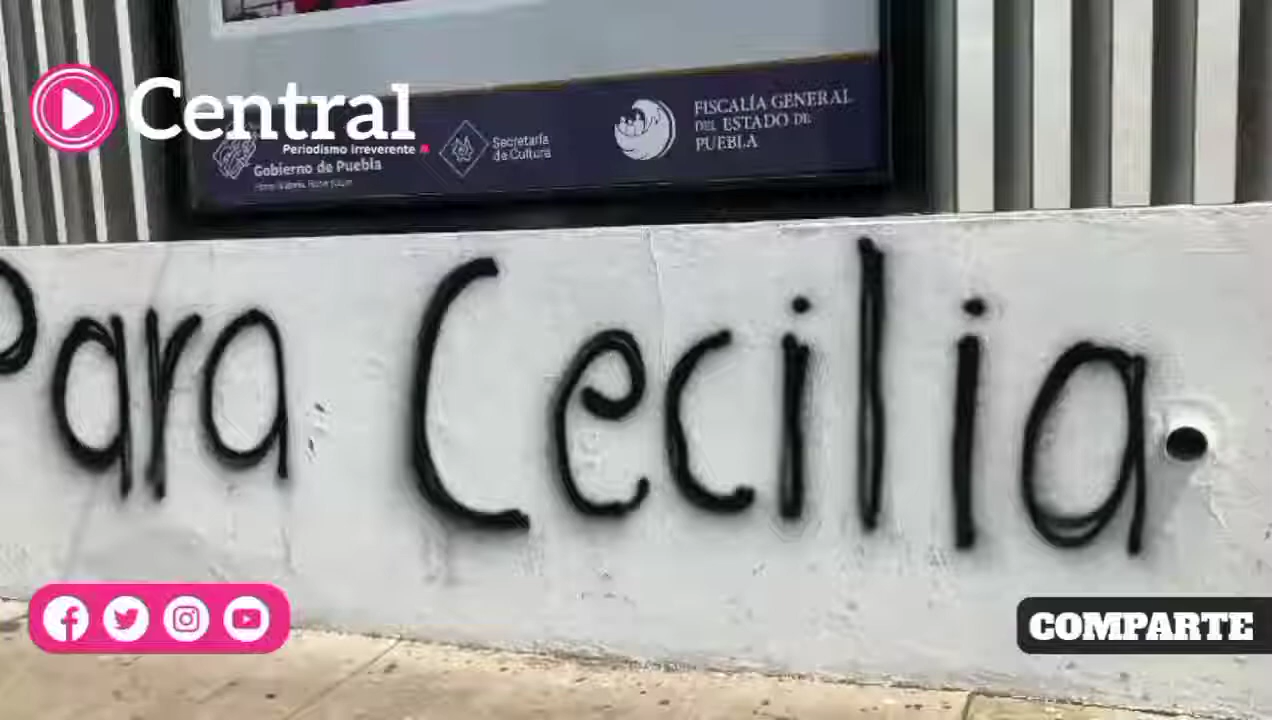 Central
Periodismo Irreverente
Gobierno de Puebla
Secretaría
de Cultura
FISCALÍA GENERAL
DEL ESTADO DE
PUEBLA
Para Cecilia
COMPARTE